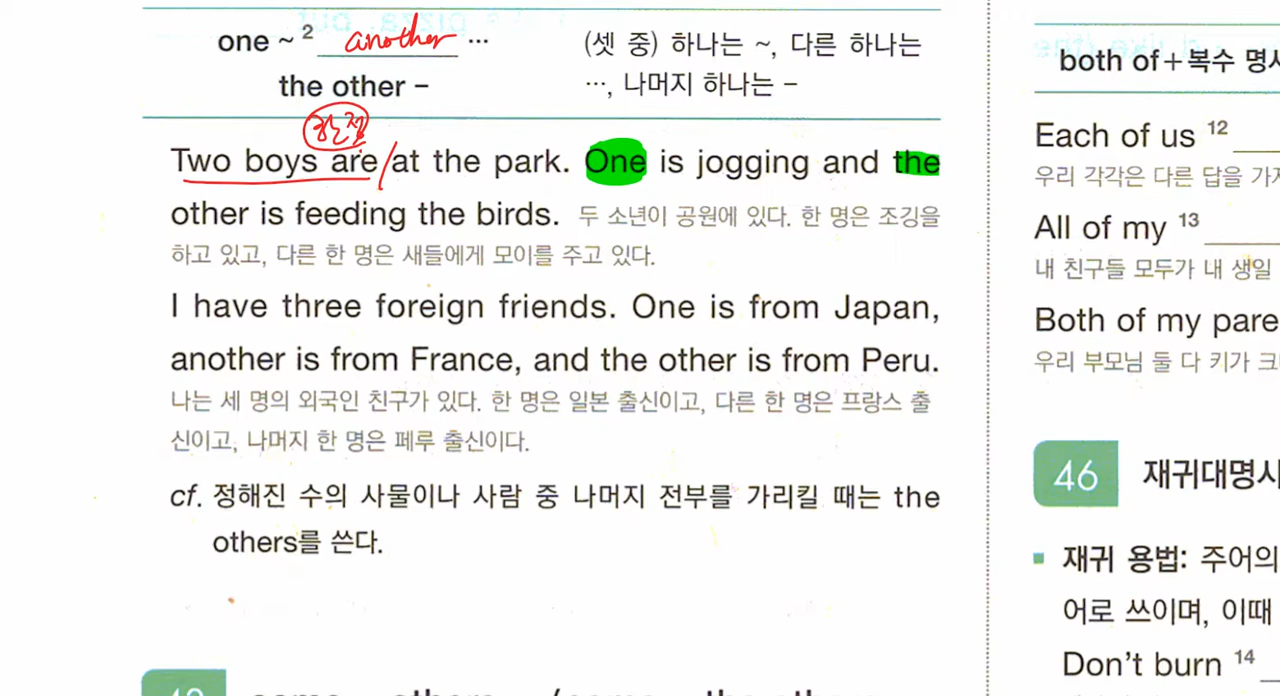 one ~ 2 another ···
(셋 중) 하나는 ~, 다른 하나는
the other –
···, 나머지 하나는 –
Two boys are/at the park. One is jogging and the
other is feeding the birds. 두 소년이 공원에 있다. 한 명은 조깅을
하고 있고, 다른 한 명은 새들에게 모이를 주고 있다.
I have three foreign friends. One is from Japan,
another is from France, and the other is from Peru.
나는 세 명의 외국인 친구가 있다. 한 명은 일본 출신이고, 다른 한 명은 프랑스 출
신이고, 나머지 한 명은 페루 출신이다.
cf. 정해진 수의 사물이나 사람 중 나머지 전부를 가리킬 때는 the
others를 쓴다.
both of+복수 명사
Each of us 12
우리 각각은 다른 답을 가지
All of my 13
내 친구들 모두가 내 생일
Both of my pare
우리 부모님 둘 다 키가 크
46 재귀대명사
재귀 용법: 주어의
어로 쓰이며, 이때
Don't burn 14